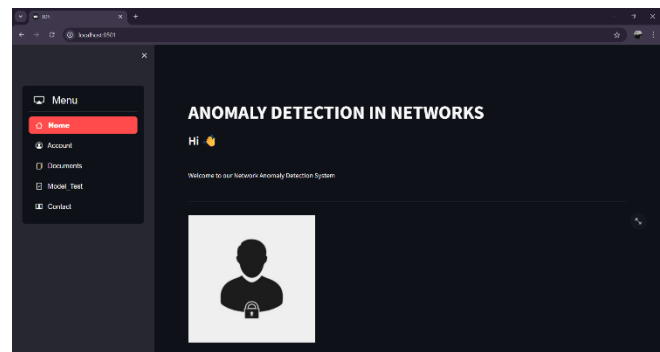 IDS
localhost:8501
Menu
Home
Account
Documents
Model_Test
Contact
ANOMALY DETECTION IN NETWORKS
Hi 👋
Welcome to our Network Anomaly Detection System